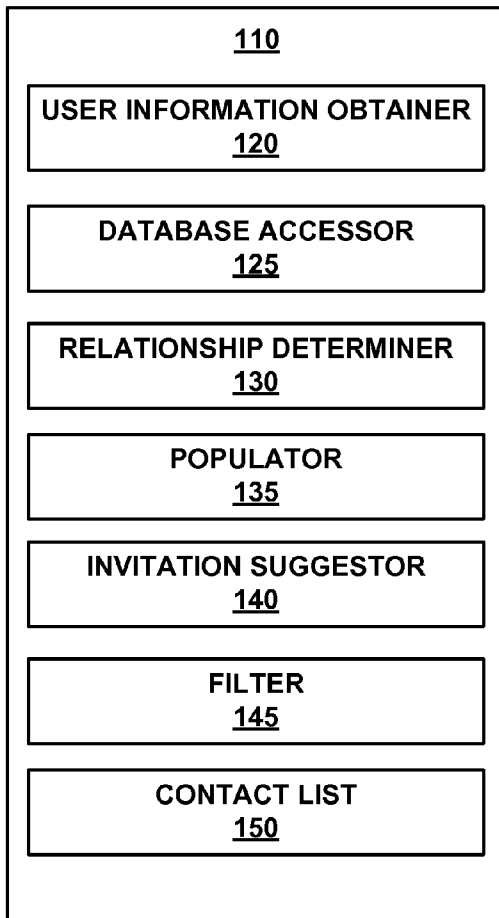 110
USER INFORMATION OBTAINER
120
DATABASE ACCESSOR
125
RELATIONSHIP DETERMINER
130
POPULATOR
135
INVITATION SUGGESTOR
140
FILTER
145
CONTACT LIST
150